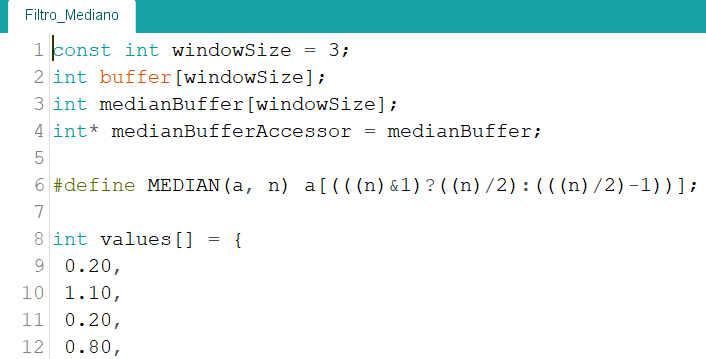 Filtro_Mediano
1 const int windowSize = 3;
2 int buffer[windowSize];
3 int medianBuffer[windowSize];
4 int* medianBufferAccessor = medianBuffer;
5
6 #define MEDIAN(a, n) a[(((n)&1)?((n)/2):(((n)/2)-1))];
7
8 int values[] = {
9 0.20,
10 1.10,
11 0.20,
12 0.80,